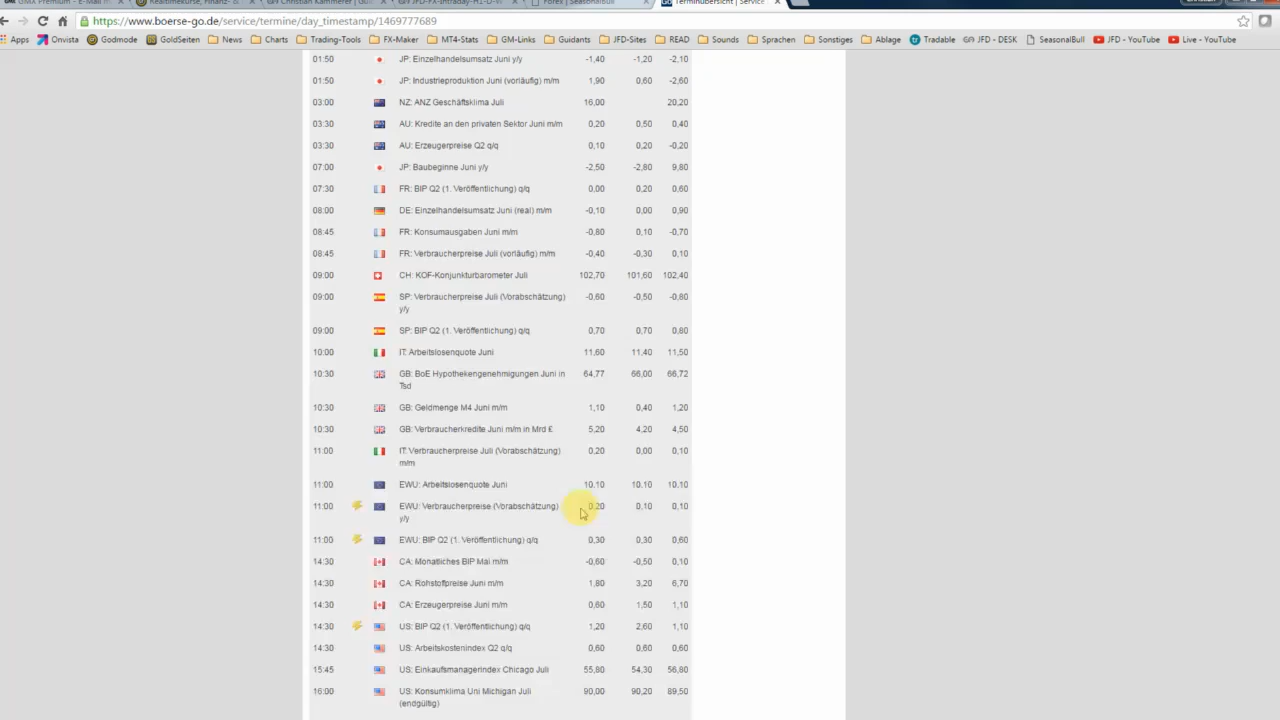 GMX Premium - E-Mail m
Realtimekurse, Finanz- &
Christian Kämmerer | G
JFD-FX-Intraday-H1-D-V
Forex | Seasonalbull
Terminübersicht | Service
https://www.boerse-go.de/service/termine/day_timestamp/1469777689
Apps Onvista Godmode GoldSeiten News Charts Trading-Tools FX-Maker MT4-Stats GM-Links Guidants JFD-Sites READ Sounds Sprachen Sonstiges Ablage Tradable JFD - DESK SeasonalBull JFD - YouTube Live - YouTube
01:50 JP: Einzelhandelsumsatz Juni y/y -1,40 -1,20 -2,10
01:50 JP: Industrieproduktion Juni (vorläufig) m/m 1,90 0,60 -2,60
03:00 NZ: ANZ Geschäftsklima Juli 16,00 20,20
03:30 AU: Kredite an den privaten Sektor Juni m/m 0,20 0,50 0,40
03:30 AU: Erzeugerpreise Q2 q/q 0,10 0,20 -0,20
07:00 JP: Baubeginne Juni y/y -2,50 -2,80 9,80
07:30 FR: BIP Q2 (1. Veröffentlichung) q/q 0,00 0,20 0,60
08:00 DE: Einzelhandelsumsatz Juni (real) m/m -0,10 0,00 0,90
08:45 FR: Konsumausgaben Juni m/m -0,80 0,10 -0,70
08:45 FR: Verbraucherpreise Juli (vorläufig) m/m -0,40 -0,30 0,10
09:00 CH: KOF-Konjunkturbarometer Juli 102,70 101,60 102,40
09:00 SP: Verbraucherpreise Juli (Vorabschätzung) -0,60 -0,50 -0,80
y/y
09:00 SP: BIP Q2 (1. Veröffentlichung) q/q 0,70 0,70 0,80
10:00 IT: Arbeitslosenquote Juni 11,60 11,40 11,50
10:30 GB: BoE Hypothekengenehmigungen Juni in 64,77 66,00 66,72
Tsd
10:30 GB: Geldmenge M4 Juni m/m 1,10 0,40 1,20
10:30 GB: Verbraucherkredite Juni m/m in Mrd £ 5,20 4,20 4,50
11:00 IT: Verbraucherpreise Juli (Vorabschätzung) 0,20 0,00 0,10
m/m
11:00 EWU: Arbeitslosenquote Juni 10,10 10,10 10,10
11:00 EWU: Verbraucherpreise (Vorabschätzung) 0,20 0,10 0,10
y/y
11:00 EWU: BIP Q2 (1. Veröffentlichung) q/q 0,30 0,30 0,60
14:30 CA: Monatliches BIP Mai m/m -0,60 -0,50 0,10
14:30 CA: Rohstoffpreise Juni m/m 1,80 3,20 6,70
14:30 CA: Erzeugerpreise Juni m/m 0,60 1,50 1,10
14:30 US: BIP Q2 (1. Veröffentlichung) q/q 1,20 2,60 1,10
14:30 US: Arbeitskostenindex Q2 q/q 0,60 0,60 0,60
15:45 US: Einkaufsmanagerindex Chicago Juli 55,80 54,30 56,80
16:00 US: Konsumklima Uni Michigan Juli 90,00 90,20 89,50
(endgültig)